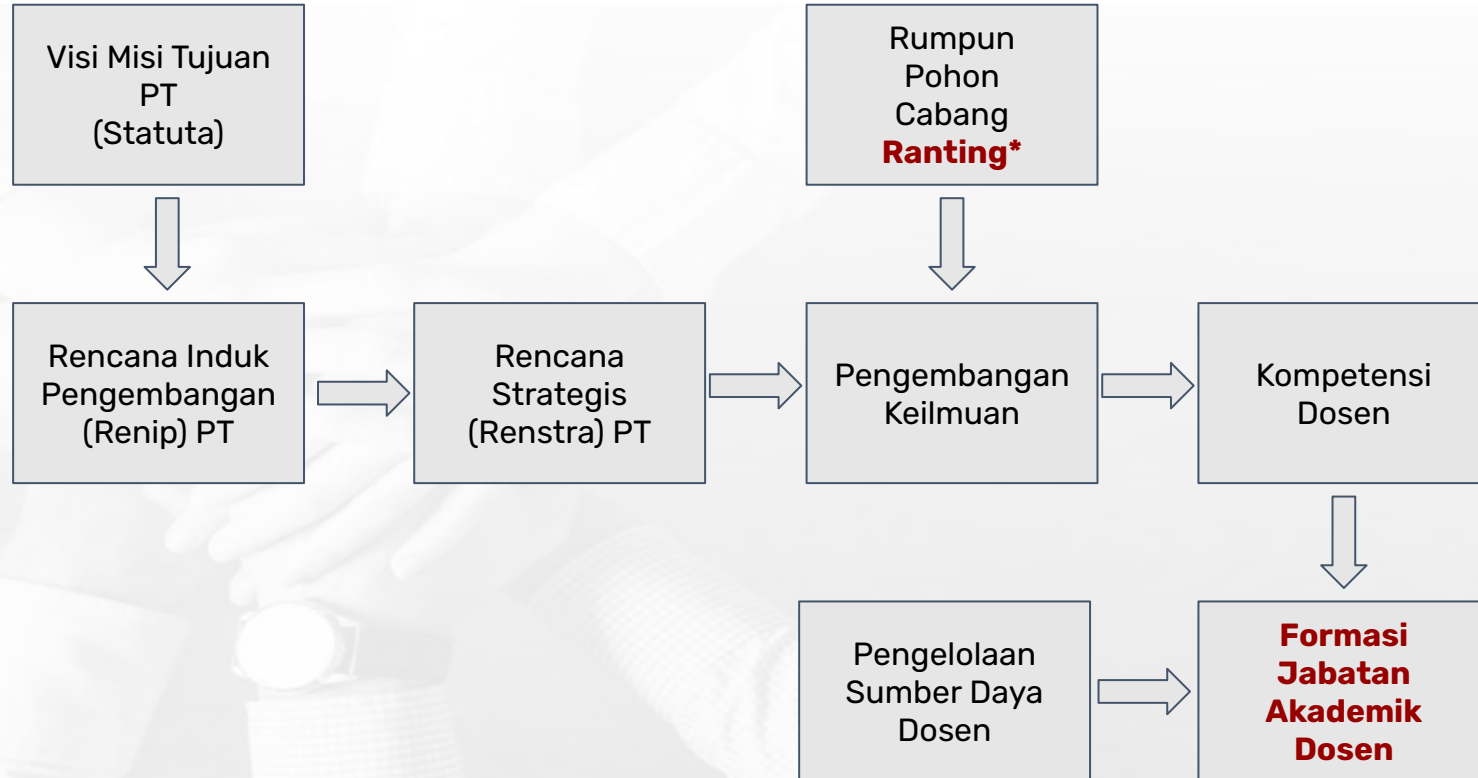 Visi Misi Tujuan
PT
(Statuta)
Rumpun
Pohon
Cabang
Ranting*
Rencana Induk
Pengembangan
(Renip) PT
Rencana
Strategis
(Renstra) PT
Pengembangan
Keilmuan
Kompetensi
Dosen
Pengelolaan
Sumber Daya
Dosen
Formasi
Jabatan
Akademik
Dosen